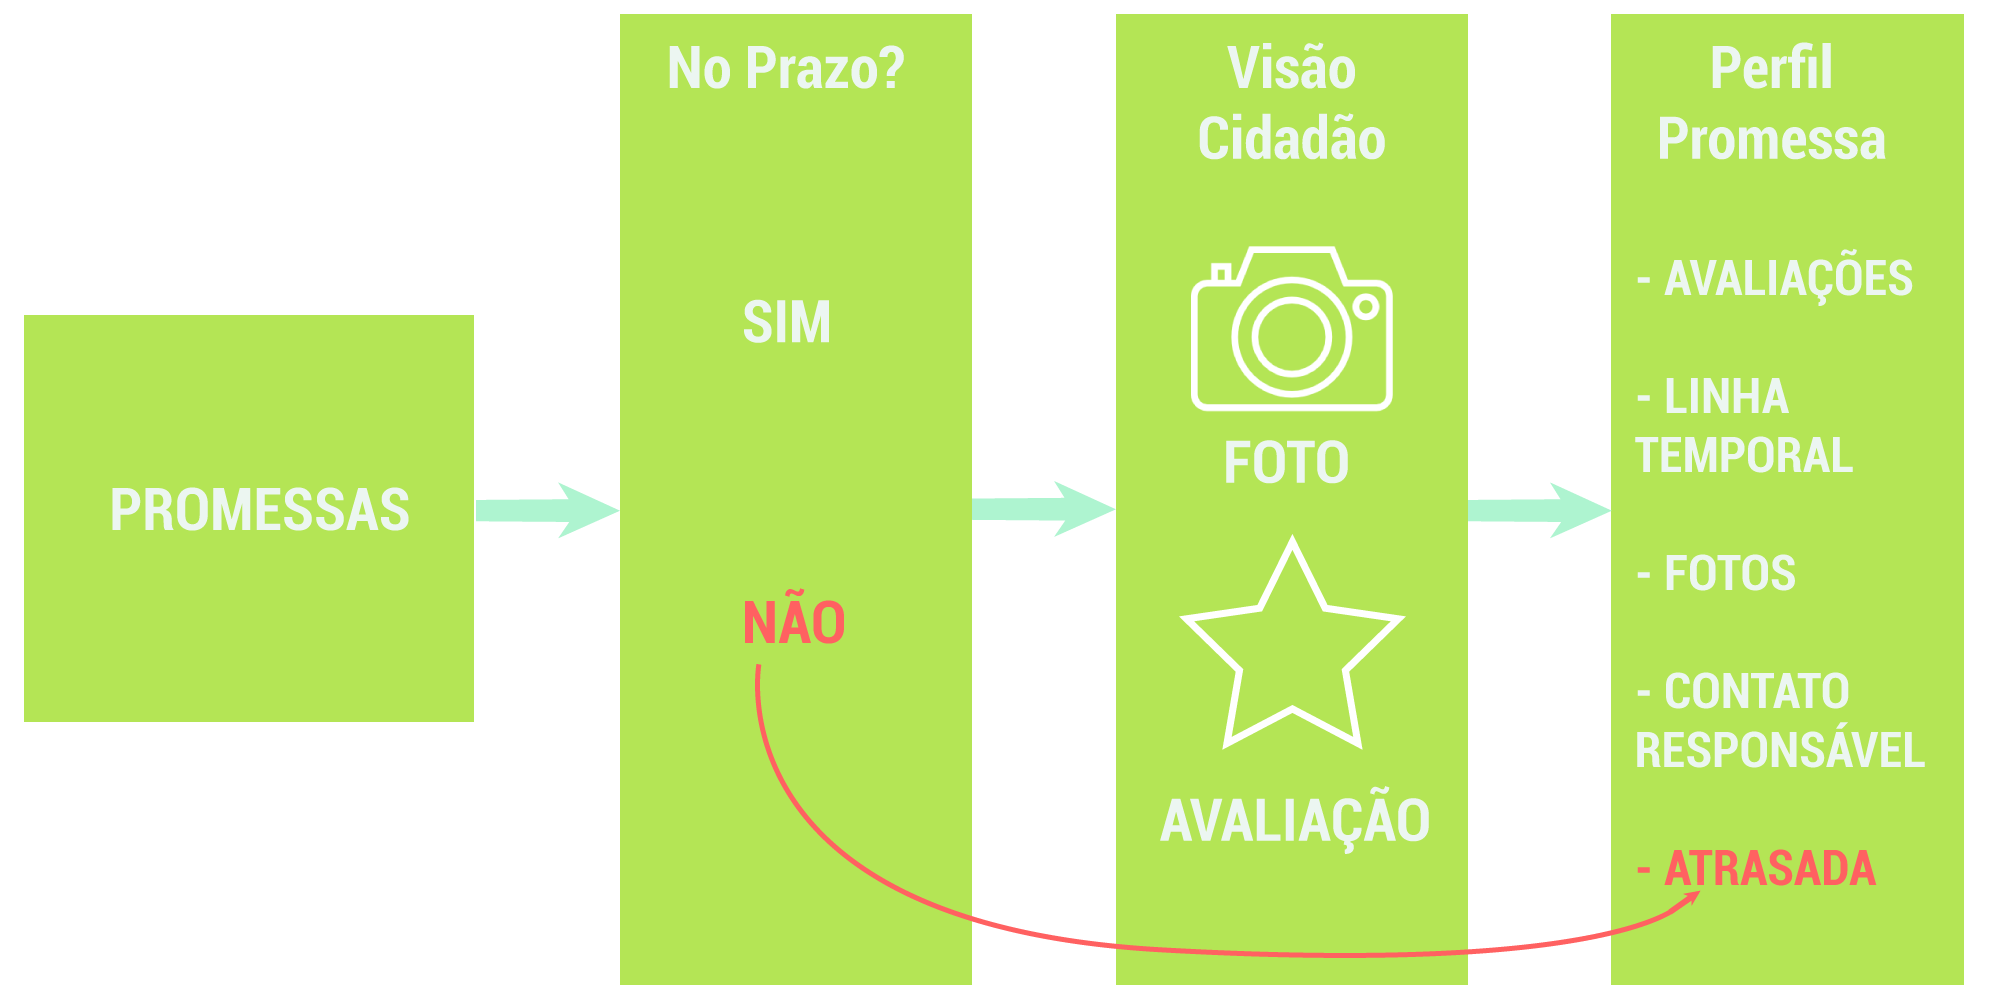 PROMESSAS
No Prazo?
SIM
NÃO
Visão
Cidadão
FOTO
AVALIAÇÃO
Perfil
Promessa
- AVALIAÇÕES
- LINHA
TEMPORAL
- FOTOS
- CONTATO
RESPONSÁVEL
- ATRASADA